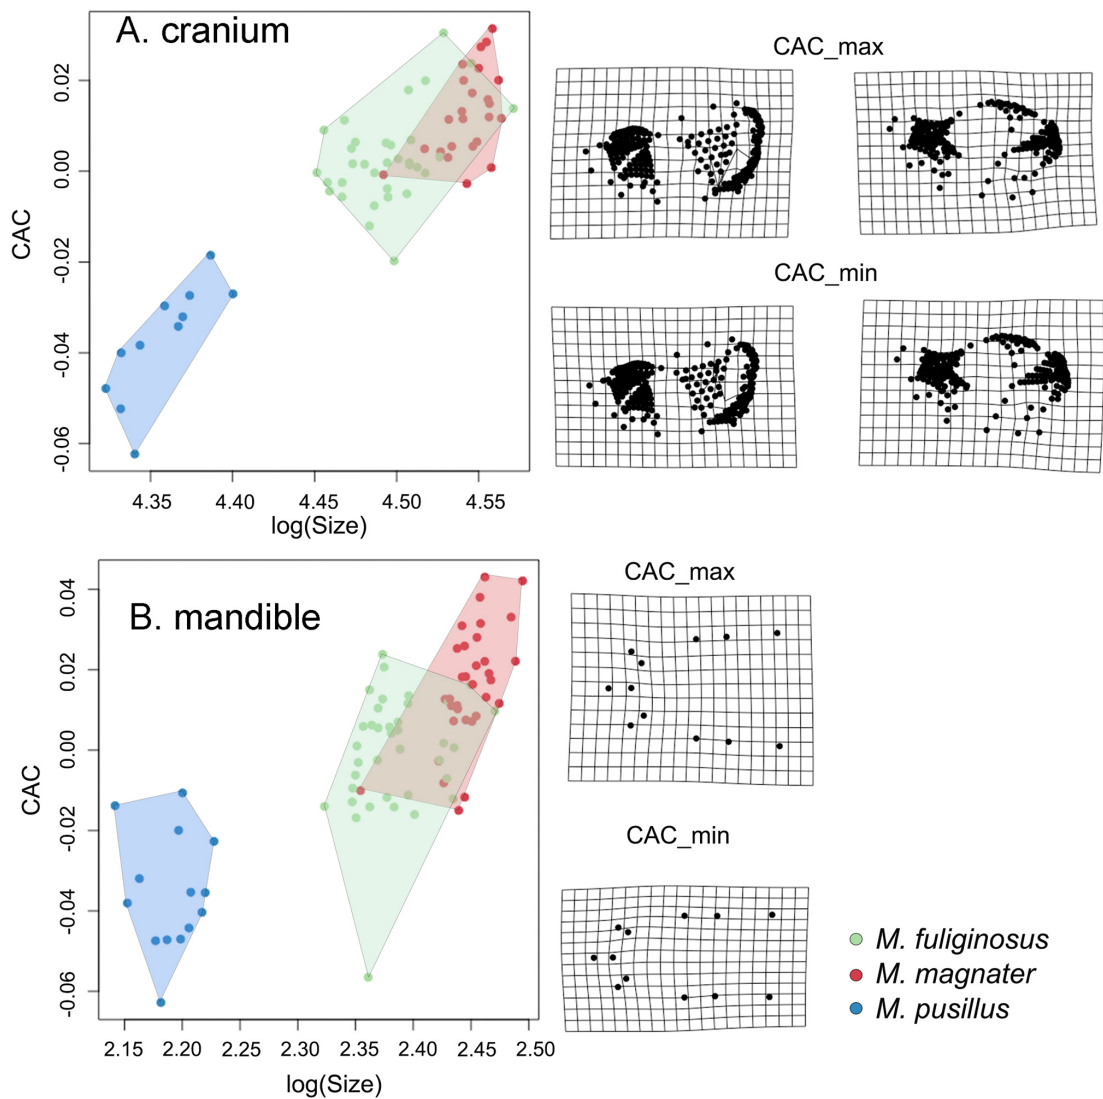 A. cranium
CAC_max
0.02
0.00
-0.02
-0.04
-0.06
CAC
CAC_min
4.35 4.40 4.45 4.50 4.55
log(Size)
B. mandible
CAC_max
0.04
0.02
0.00
-0.02
-0.04
-0.06
CAC
CAC_min
2.15 2.20 2.30 2.35 2.40 2.45 2.50
log(Size)
M. fuliginosus
M. magnater
M. pusillus